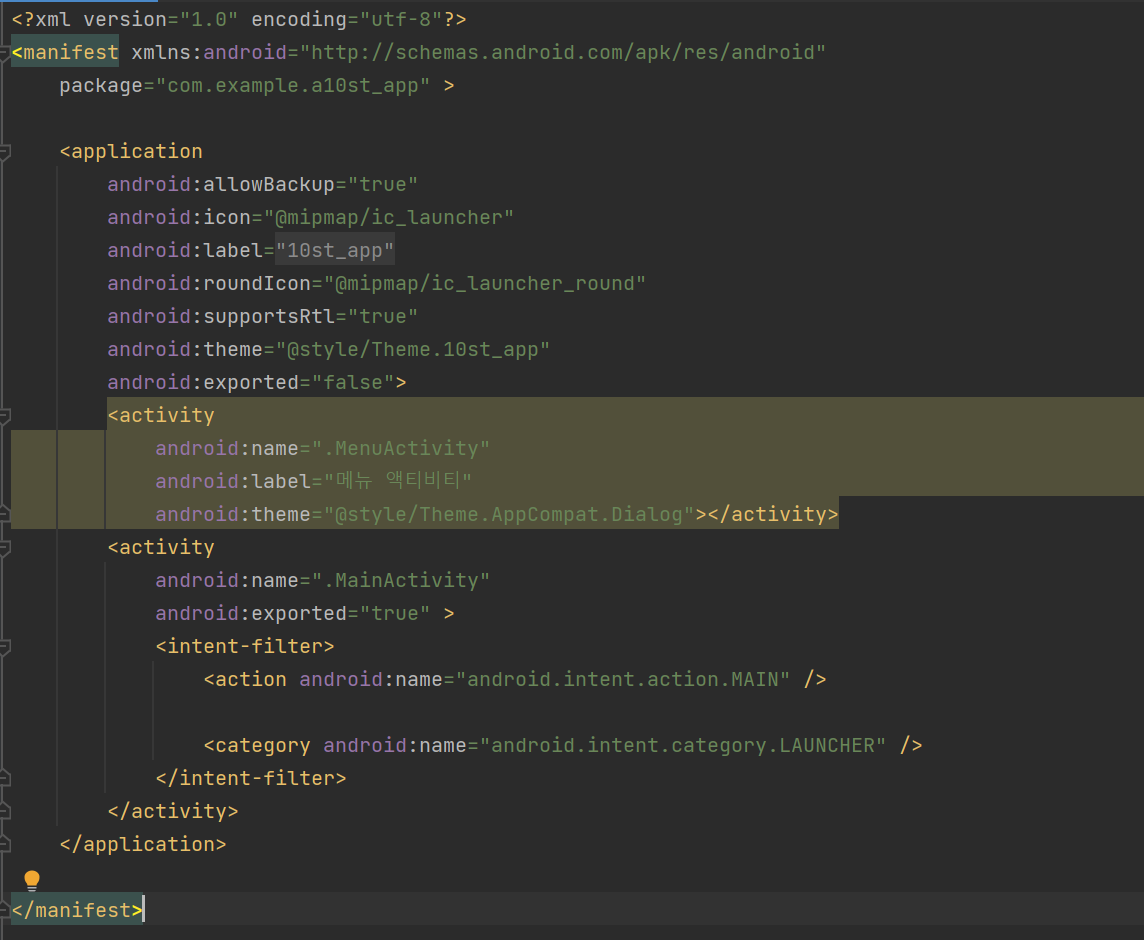 <?xml version="1.0" encoding="utf-8"?>
<manifest xmlns:android="http://schemas.android.com/apk/res/android"
    package="com.example.a10st_app" >

    <application
        android:allowBackup="true"
        android:icon="@mipmap/ic_launcher"
        android:label="10st_app"
        android:roundIcon="@mipmap/ic_launcher_round"
        android:supportsRtl="true"
        android:theme="@style/Theme.10st_app"
        android:exported="false">
        <activity
            android:name=".MenuActivity"
            android:label="메뉴 액티비티"
            android:theme="@style/Theme.AppCompat.Dialog"></activity>
        <activity
            android:name=".MainActivity"
            android:exported="true" >
            <intent-filter>
                <action android:name="android.intent.action.MAIN" />

                <category android:name="android.intent.category.LAUNCHER" />
            </intent-filter>
        </activity>
    </application>

</manifest>